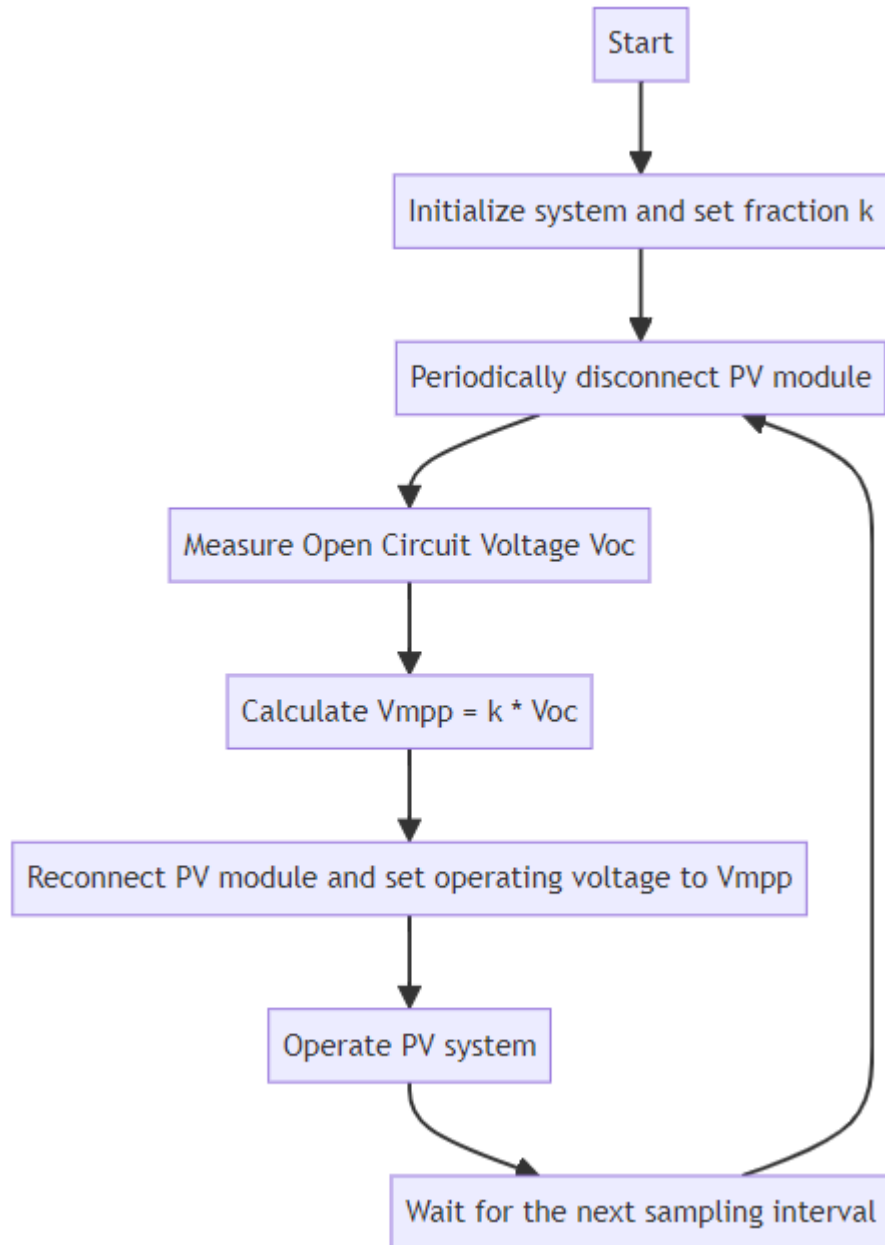 Start
Initialize system and set fraction k
Periodically disconnect PV module
Measure Open Circuit Voltage Voc
Calculate Vmpp = k * Voc
Reconnect PV module and set operating voltage to Vmpp
Operate PV system
Wait for the next sampling interval